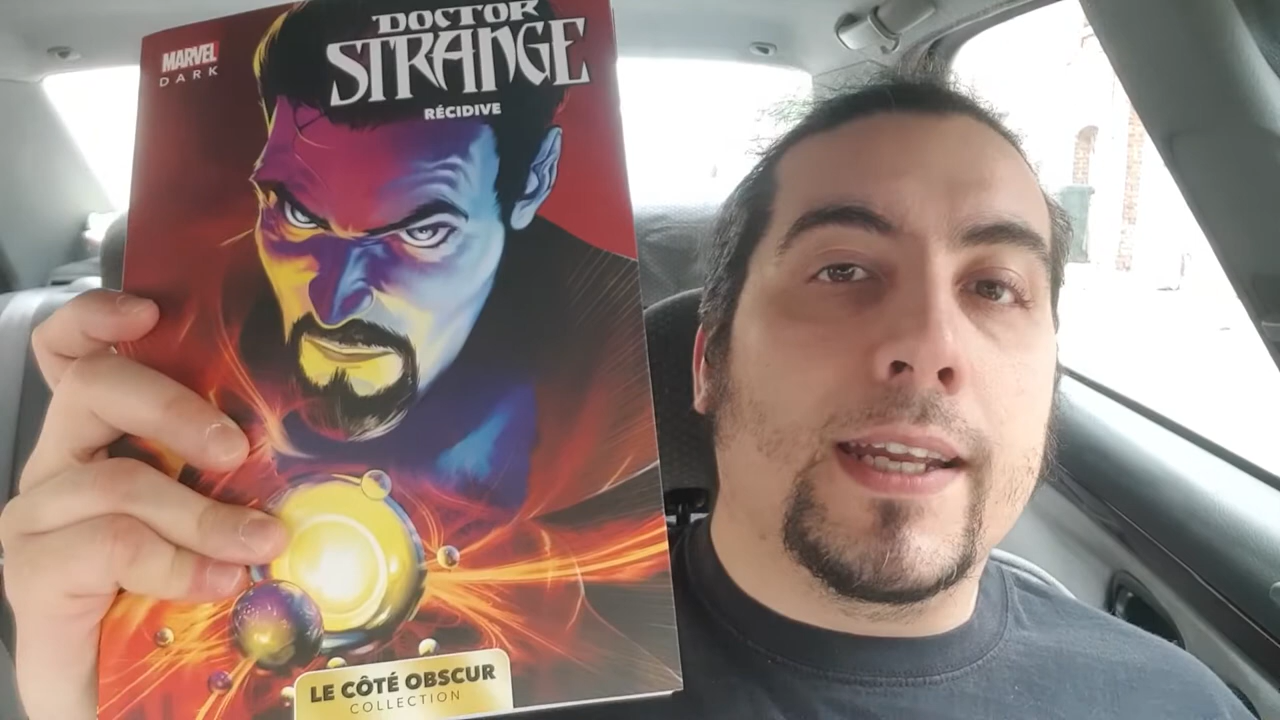 MARVEL
DARK
DOCTOR
STRANGE
RÉCIDIVE
LE CÔTÉ OBSCUR
COLLECTION